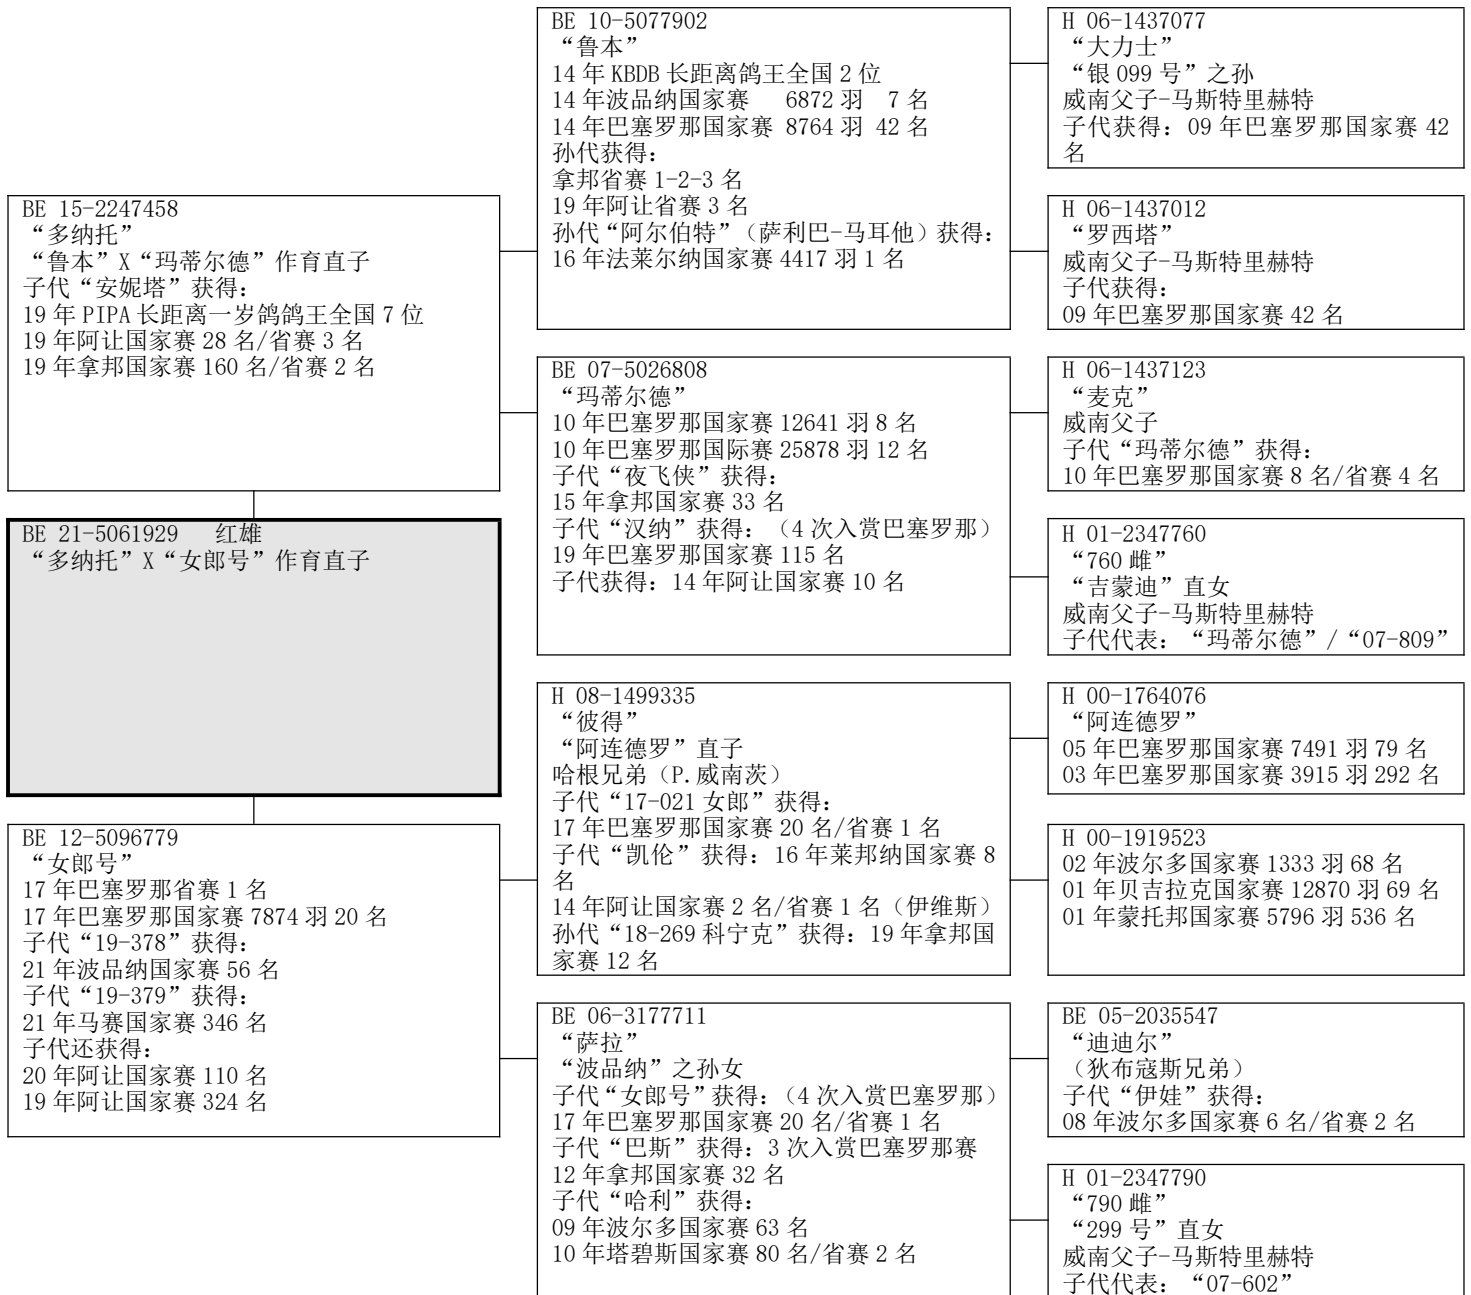 BE 15-2247458
“多纳托”
“鲁本”X“玛蒂尔德”作育直子
子代“安妮塔”获得：
19 年 PIPA 长距离一岁鸽鸽王全国 7 位
19 年阿让国家赛 28 名/省赛 3 名
19 年拿邦国家赛 160 名/省赛 2 名
BE 21-5061929 红雄
“多纳托”X“女郎号”作育直子
BE 12-5096779
“女郎号”
17 年巴塞罗那省赛 1 名
17 年巴塞罗那国家赛 7874 羽 20 名
子代“19-378”获得：
21 年波品纳国家赛 56 名
子代“19-379”获得：
21 年马赛国家赛 346 名
子代还获得：
20 年阿让国家赛 110 名
19 年阿让国家赛 324 名
BE 10-5077902
“鲁本”
14 年 KBDB 长距离鸽王全国 2 位
14 年波品纳国家赛 6872 羽 7 名
14 年巴塞罗那国家赛 8764 羽 42 名
孙代获得：
拿邦省赛 1-2-3 名
19 年阿让省赛 3 名
孙代“阿尔伯特”（萨利巴-马耳他）获得：
16 年法莱尔纳国家赛 4417 羽 1 名
BE 07-5026808
“玛蒂尔德”
10 年巴塞罗那国家赛 12641 羽 8 名
10 年巴塞罗那国际赛 25878 羽 12 名
子代“夜飞侠”获得：
15 年拿邦国家赛 33 名
子代“汉纳”获得：（4 次入赏巴塞罗那）
19 年巴塞罗那国家赛 115 名
子代获得：14 年阿让国家赛 10 名
H 08-1499335
“彼得”
“阿连德罗”直子
哈根兄弟（P.威南茨）
子代“17-021 女郎”获得：
17 年巴塞罗那国家赛 20 名/省赛 1 名
子代“凯伦”获得：16 年莱邦纳国家赛 8
名
14 年阿让国家赛 2 名/省赛 1 名（伊维斯）
孙代“18-269 科宁克”获得：19 年拿邦国
家赛 12 名
BE 06-3177711
“萨拉”
“波品纳”之孙女
子代“女郎号”获得：（4 次入赏巴塞罗那）
17 年巴塞罗那国家赛 20 名/省赛 1 名
子代“巴斯”获得：3 次入赏巴塞罗那赛
12 年拿邦国家赛 32 名
子代“哈利”获得：
09 年波尔多国家赛 63 名
10 年塔碧斯国家赛 80 名/省赛 2 名
H 06-1437077
“大力士”
“银 099 号”之孙
威南父子-马斯特里赫特
子代获得：09 年巴塞罗那国家赛 42
名
H 06-1437012
“罗西塔”
威南父子-马斯特里赫特
子代获得：
09 年巴塞罗那国家赛 42 名
H 06-1437123
“麦克”
威南父子
子代“玛蒂尔德”获得：
10 年巴塞罗那国家赛 8 名/省赛 4 名
H 01-2347760
“760 雌”
“吉蒙迪”直女
威南父子-马斯特里赫特
子代代表：“玛蒂尔德”/“07-809”
H 00-1764076
“阿连德罗”
05 年巴塞罗那国家赛 7491 羽 79 名
03 年巴塞罗那国家赛 3915 羽 292 名
H 00-1919523
02 年波尔多国家赛 1333 羽 68 名
01 年贝吉拉克国家赛 12870 羽 69 名
01 年蒙托邦国家赛 5796 羽 536 名
BE 05-2035547
“迪迪尔”
（狄布寇斯兄弟）
子代“伊娃”获得：
08 年波尔多国家赛 6 名/省赛 2 名
H 01-2347790
“790 雌”
“299 号”直女
威南父子-马斯特里赫特
子代代表：“07-602”